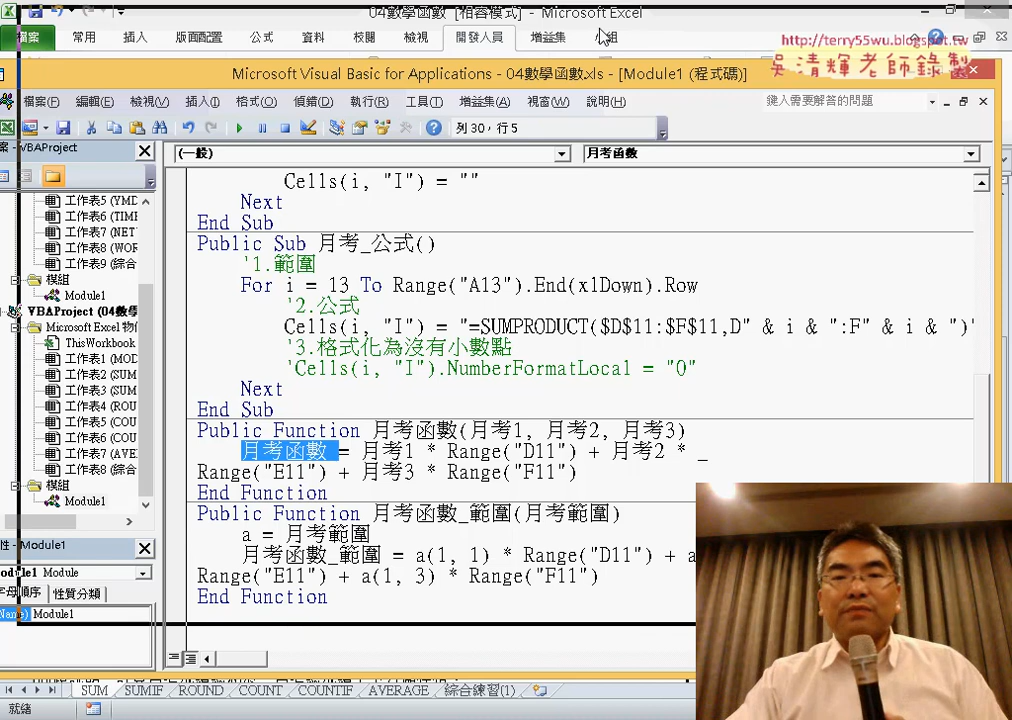 04數學函數 [相容模式] - Microsoft Excel
檔案 常用 插入 版面配置 公式 資料 校閱 檢視 開發人員 增益集
http://terry55wu.blogspot.tw
吳清輝老師錄製
Microsoft Visual Basic for Applications - 04數學函數.xls - [Module1 (程式碼)]
檔案(F) 編輯(E) 檢視(V) 插入(I) 格式(O) 偵錯(D) 執行(R) 工具(T) 增益集(A) 視窗(W) 說明(H) 鍵入需要解答的問題
列 30，行 5
VBAProject
(一般) 月考函數
工作表5 (YMD
工作表6 (TIM
工作表7 (NET
工作表8 (WOR
工作表9 (綜合
模組
Module1
VBAProject (04數
Microsoft Excel 物件
ThisWorkbook
工作表1 (MOD
工作表2 (SUM
工作表3 (SUM
工作表4 (ROU
工作表5 (COU
工作表6 (COU
工作表7 (AVE
工作表8 (綜合
模組
Module1
性 - Module1
Module1 Module
字母順序 性質分類
(Name) Module1
Cells(i, "I") = ""
Next
End Sub
Public Sub 月考_公式()
'1.範圍
For i = 13 To Range("A13").End(xlDown).Row
'2.公式
Cells(i, "I") = "=SUMPRODUCT($D$11:$F$11,D" & i & ":F" & i & ")"
'3.格式化為沒有小數點
'Cells(i, "I").NumberFormatLocal = "0"
Next
End Sub
Public Function 月考函數(月考1, 月考2, 月考3)
月考函數 = 月考1 * Range("D11") + 月考2 * _
Range("E11") + 月考3 * Range("F11")
End Function
Public Function 月考函數_範圍(月考範圍)
a = 月考範圍
月考函數_範圍 = a(1, 1) * Range("D11") + a
Range("E11") + a(1, 3) * Range("F11")
End Function
SUM SUMIF ROUND COUNT COUNTIF AVERAGE 綜合練習(1)
就緒